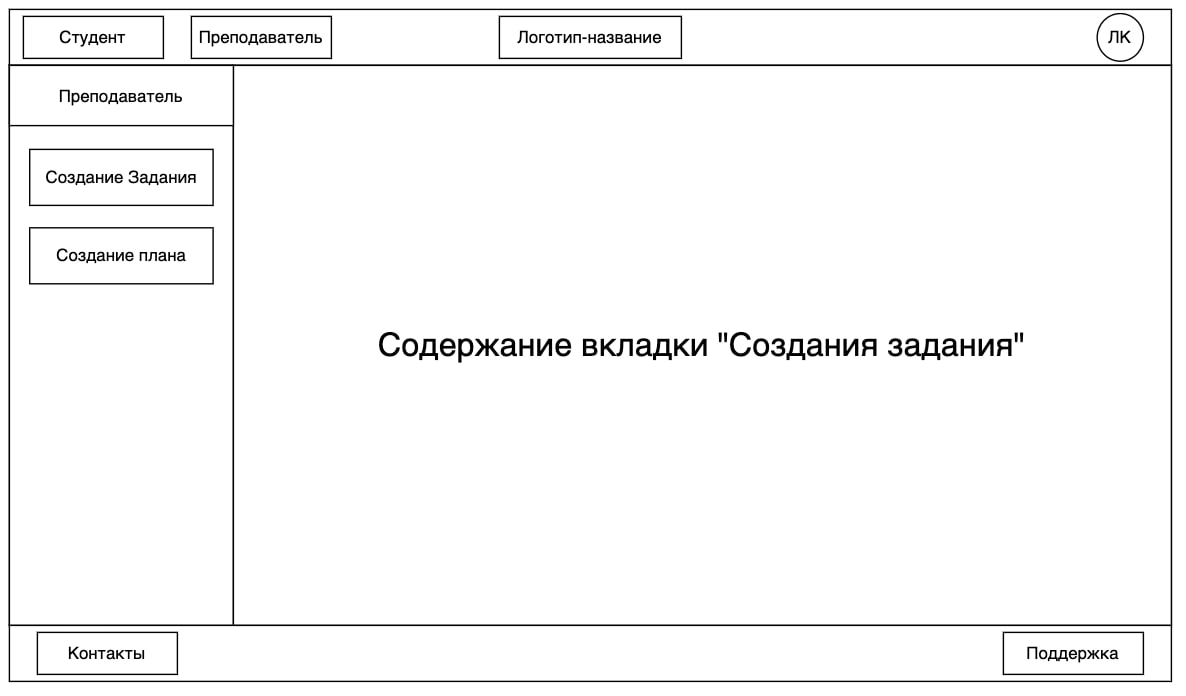 Студент
Преподаватель
Логотип-название
ЛК
Преподаватель
Создание Задания
Создание плана
Содержание вкладки "Создания задания"
Контакты
Поддержка